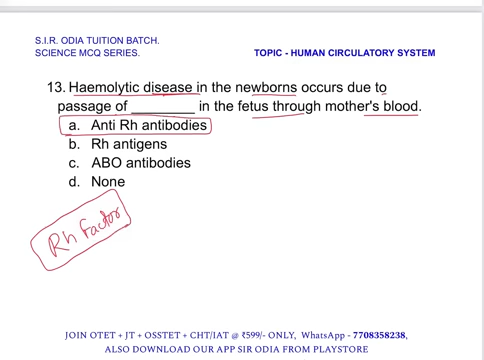 S.I.R. ODIA TUITION BATCH.
SCIENCE MCQ SERIES. TOPIC - HUMAN CIRCULATORY SYSTEM
13. Haemolytic disease in the newborns occurs due to
passage of ________ in the fetus through mother's blood.
a. Anti Rh antibodies
b. Rh antigens
c. ABO antibodies
d. None
Rh Factor
JOIN OTET + JT + OSSTET + CHT/IAT @ ₹599/- ONLY, WhatsApp - 7708358238,
ALSO DOWNLOAD OUR APP SIR ODIA FROM PLAYSTORE